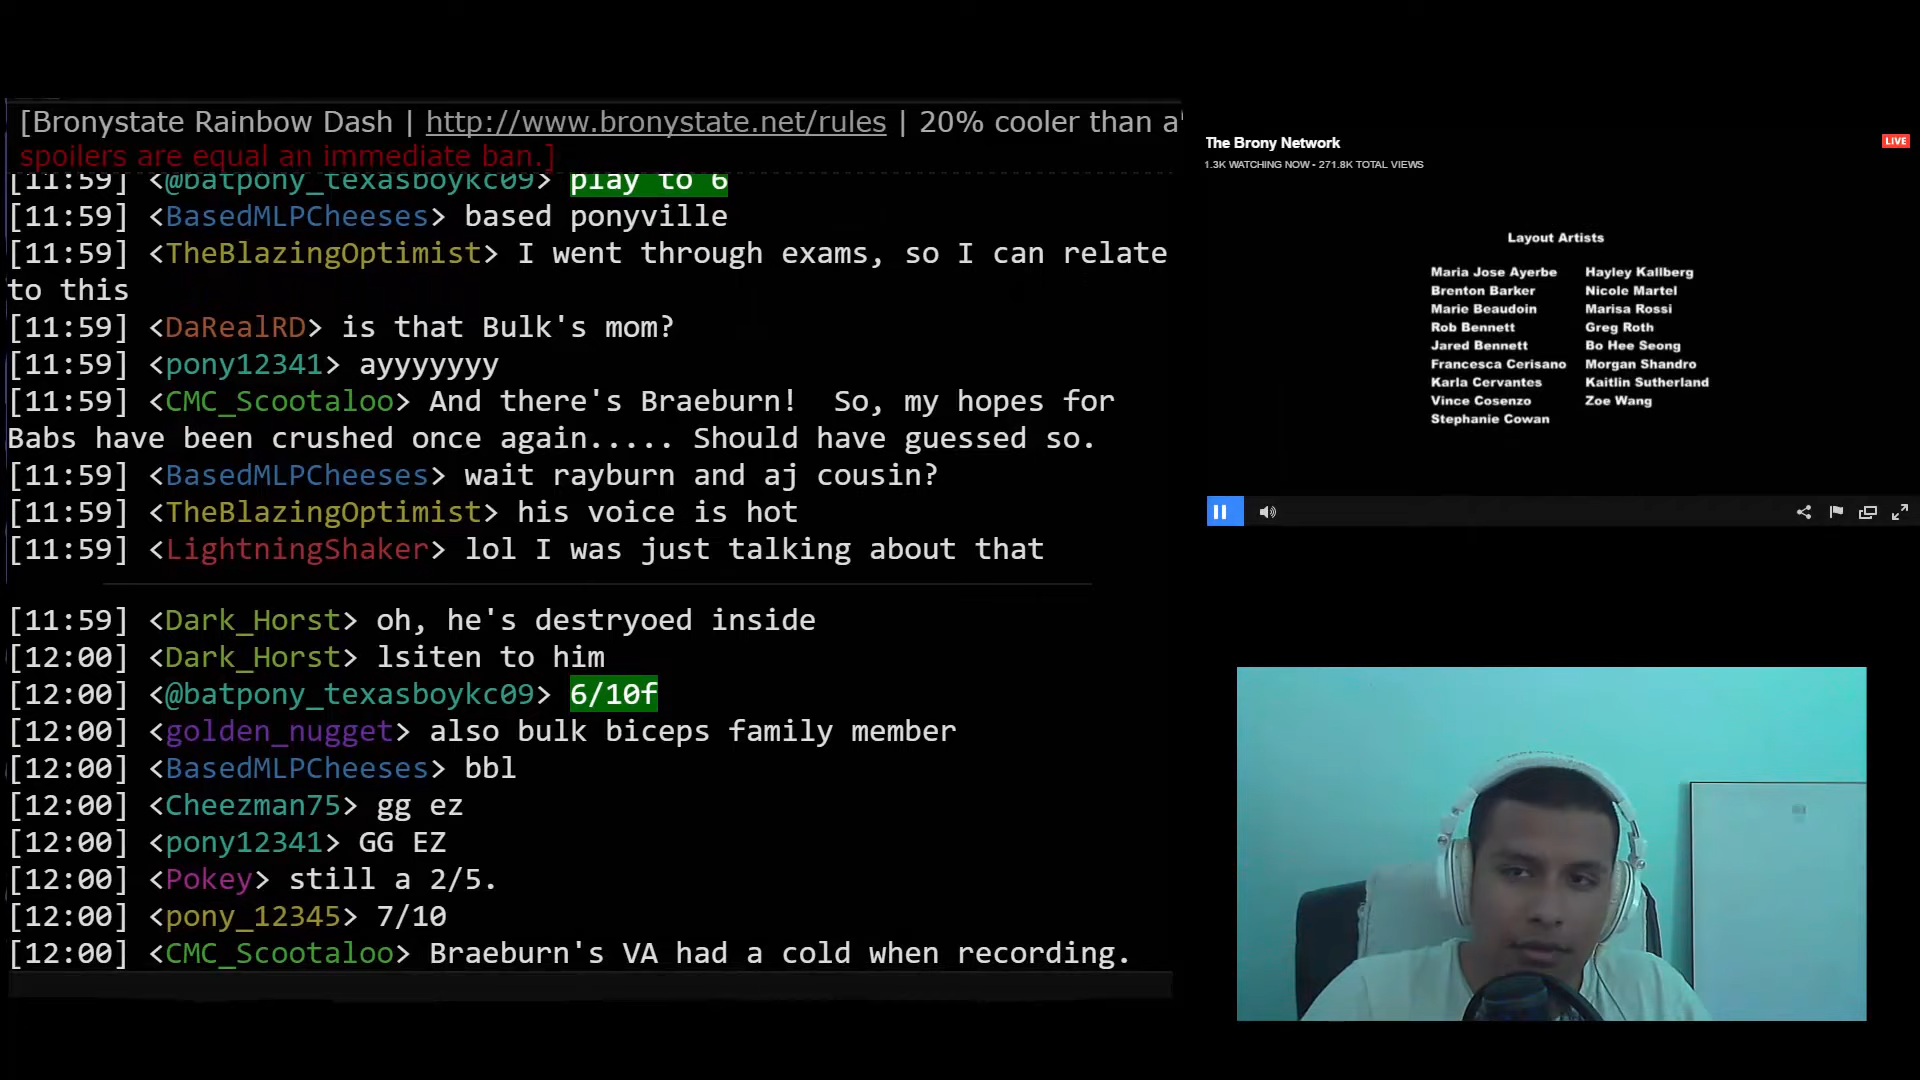 [Bronystate Rainbow Dash | http://www.bronystate.net/rules | 20% cooler than a
spoilers are equal an immediate ban.]
[11:59] <@batpony_texasboykc09> play to 6
[11:59] <BasedMLPCheeses> based ponyville
[11:59] <TheBlazingOptimist> I went through exams, so I can relate
to this
[11:59] <DaRealRD> is that Bulk's mom?
[11:59] <pony12341> ayyyyyyy
[11:59] <CMC_Scootaloo> And there's Braeburn!  So, my hopes for
Babs have been crushed once again..... Should have guessed so.
[11:59] <BasedMLPCheeses> wait rayburn and aj cousin?
[11:59] <TheBlazingOptimist> his voice is hot
[11:59] <LightningShaker> lol I was just talking about that
[11:59] <Dark_Horst> oh, he's destryoed inside
[12:00] <Dark_Horst> lsiten to him
[12:00] <@batpony_texasboykc09> 6/10f
[12:00] <golden_nugget> also bulk biceps family member
[12:00] <BasedMLPCheeses> bbl
[12:00] <Cheezman75> gg ez
[12:00] <pony12341> GG EZ
[12:00] <Pokey> still a 2/5.
[12:00] <pony_12345> 7/10
[12:00] <CMC_Scootaloo> Braeburn's VA had a cold when recording.
The Brony Network
LIVE
1.3K WATCHING NOW - 271.8K TOTAL VIEWS
Layout Artists
Maria Jose Ayerbe Hayley Kallberg
Brenton Barker Nicole Martel
Marie Beaudoin Marisa Rossi
Rob Bennett Greg Roth
Jared Bennett Bo Hee Seong
Francesca Cerisano Morgan Shandro
Karla Cervantes Kaitlin Sutherland
Vince Cosenzo Zoe Wang
Stephanie Cowan